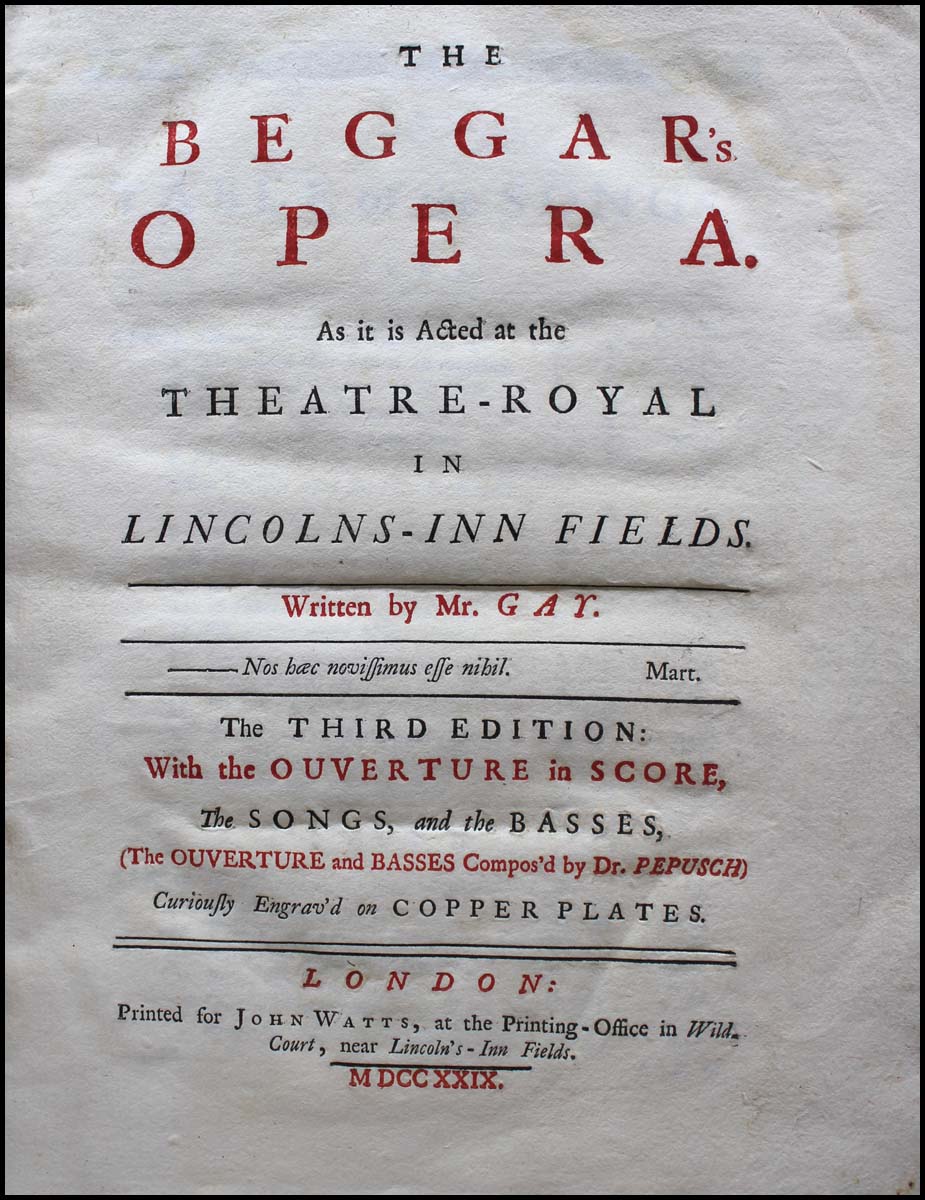 THE
BEGGAR's
OPERA.
As it is Acted at the
THEATRE-ROYAL
IN
LINCOLNS-INN FIELDS.
Written by Mr. GAY.
——— Nos hæc noviſſimus eſſe nihil. Mart.
The THIRD EDITION:
With the OUVERTURE in SCORE,
The SONGS, and the BASSES,
(The OUVERTURE and BASSES Compos'd by Dr. PEPUSCH)
Curiouſly Engrav'd on COPPER PLATES.
LONDON:
Printed for JOHN WATTS, at the Printing-Office in Wild-
Court, near Lincoln's-Inn Fields.
MDCCXXIX.